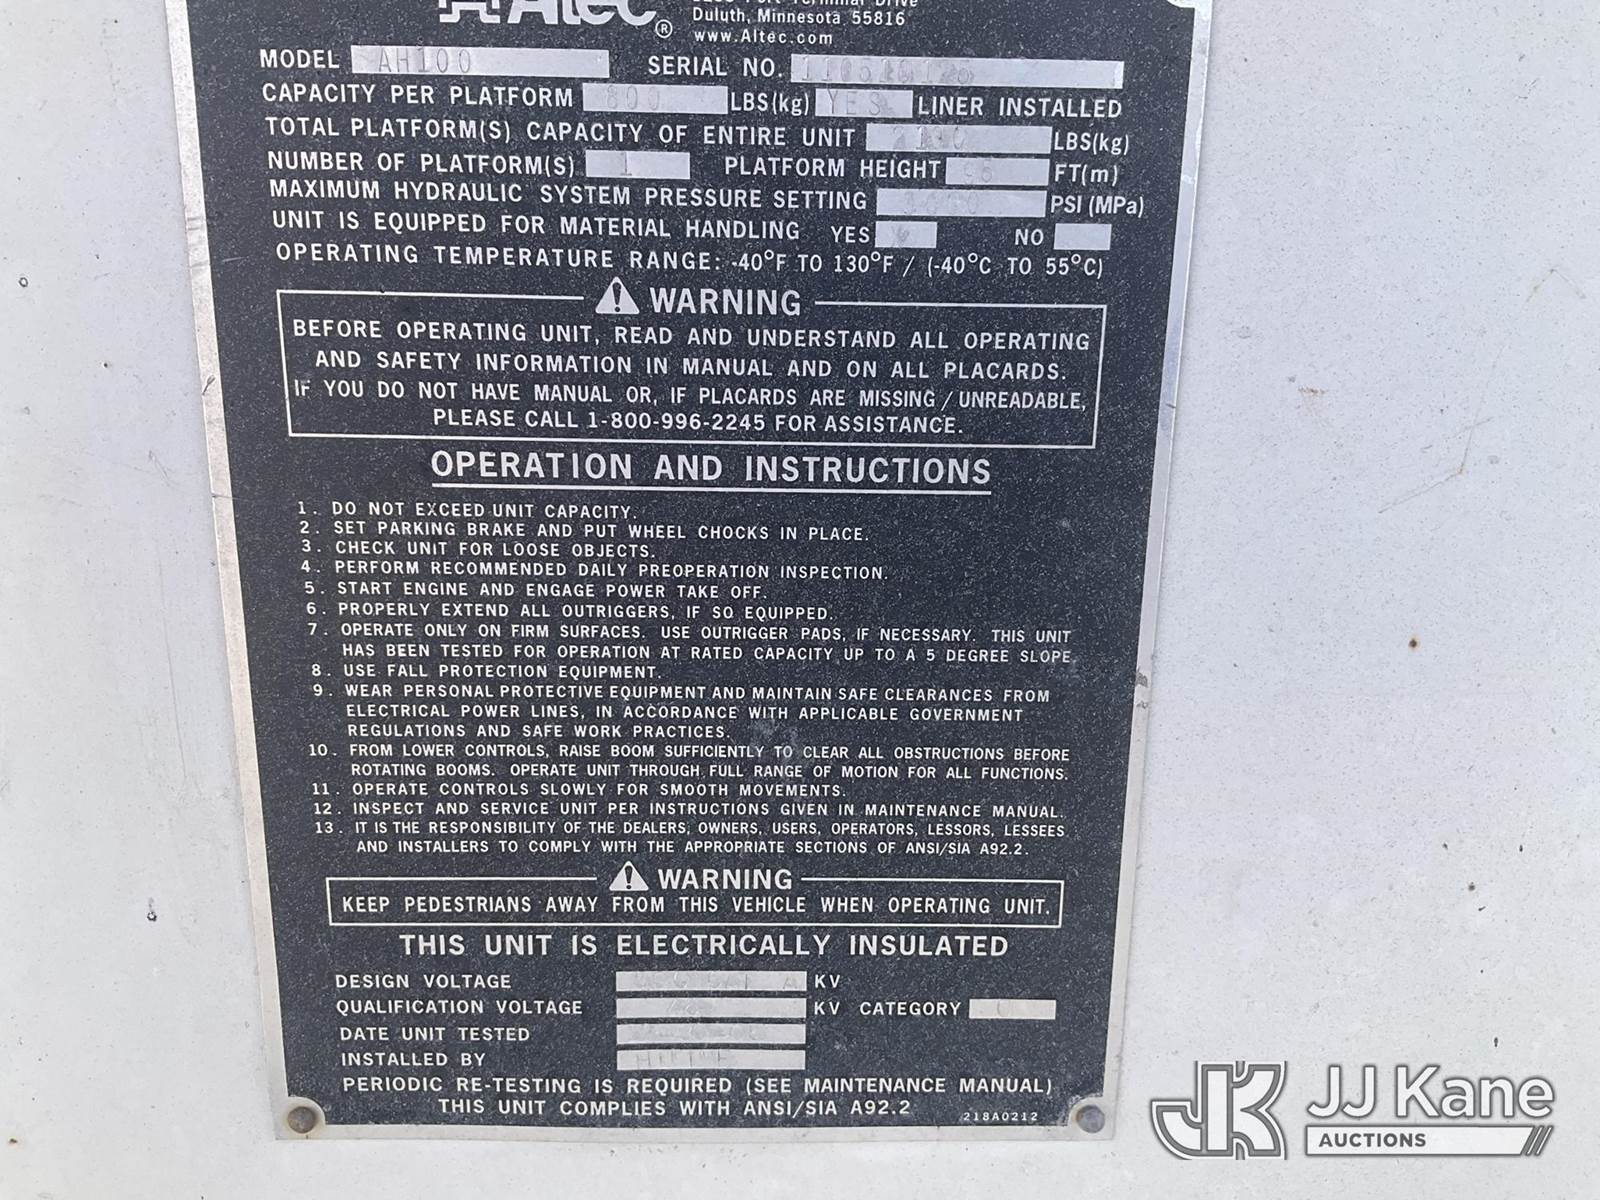 Altec ®
Duluth, Minnesota 55816
www.Altec.com
MODEL AH100 SERIAL NO.
CAPACITY PER PLATFORM 800 LBS(kg) YES LINER INSTALLED
TOTAL PLATFORM(S) CAPACITY OF ENTIRE UNIT LBS(kg)
NUMBER OF PLATFORM(S) 1 PLATFORM HEIGHT FT(m)
MAXIMUM HYDRAULIC SYSTEM PRESSURE SETTING PSI (MPa)
UNIT IS EQUIPPED FOR MATERIAL HANDLING YES NO
OPERATING TEMPERATURE RANGE: -40°F TO 130°F / (-40°C TO 55°C)
WARNING
BEFORE OPERATING UNIT, READ AND UNDERSTAND ALL OPERATING
AND SAFETY INFORMATION IN MANUAL AND ON ALL PLACARDS.
IF YOU DO NOT HAVE MANUAL OR, IF PLACARDS ARE MISSING / UNREADABLE,
PLEASE CALL 1-800-996-2245 FOR ASSISTANCE.
OPERATION AND INSTRUCTIONS
1. DO NOT EXCEED UNIT CAPACITY.
2. SET PARKING BRAKE AND PUT WHEEL CHOCKS IN PLACE.
3. CHECK UNIT FOR LOOSE OBJECTS.
4. PERFORM RECOMMENDED DAILY PREOPERATION INSPECTION.
5. START ENGINE AND ENGAGE POWER TAKE OFF.
6. PROPERLY EXTEND ALL OUTRIGGERS, IF SO EQUIPPED.
7. OPERATE ONLY ON FIRM SURFACES. USE OUTRIGGER PADS, IF NECESSARY. THIS UNIT
HAS BEEN TESTED FOR OPERATION AT RATED CAPACITY UP TO A 5 DEGREE SLOPE.
8. USE FALL PROTECTION EQUIPMENT.
9. WEAR PERSONAL PROTECTIVE EQUIPMENT AND MAINTAIN SAFE CLEARANCES FROM
ELECTRICAL POWER LINES, IN ACCORDANCE WITH APPLICABLE GOVERNMENT
REGULATIONS AND SAFE WORK PRACTICES.
10. FROM LOWER CONTROLS, RAISE BOOM SUFFICIENTLY TO CLEAR ALL OBSTRUCTIONS BEFORE
ROTATING BOOMS. OPERATE UNIT THROUGH FULL RANGE OF MOTION FOR ALL FUNCTIONS.
11. OPERATE CONTROLS SLOWLY FOR SMOOTH MOVEMENTS.
12. INSPECT AND SERVICE UNIT PER INSTRUCTIONS GIVEN IN MAINTENANCE MANUAL.
13. IT IS THE RESPONSIBILITY OF THE DEALERS, OWNERS, USERS, OPERATORS, LESSORS, LESSEES
AND INSTALLERS TO COMPLY WITH THE APPROPRIATE SECTIONS OF ANSI/SIA A92.2.
WARNING
KEEP PEDESTRIANS AWAY FROM THIS VEHICLE WHEN OPERATING UNIT.
THIS UNIT IS ELECTRICALLY INSULATED
DESIGN VOLTAGE KV
QUALIFICATION VOLTAGE KV CATEGORY
DATE UNIT TESTED
INSTALLED BY
PERIODIC RE-TESTING IS REQUIRED (SEE MAINTENANCE MANUAL)
THIS UNIT COMPLIES WITH ANSI/SIA A92.2 218A0212
JK JJ Kane
AUCTIONS